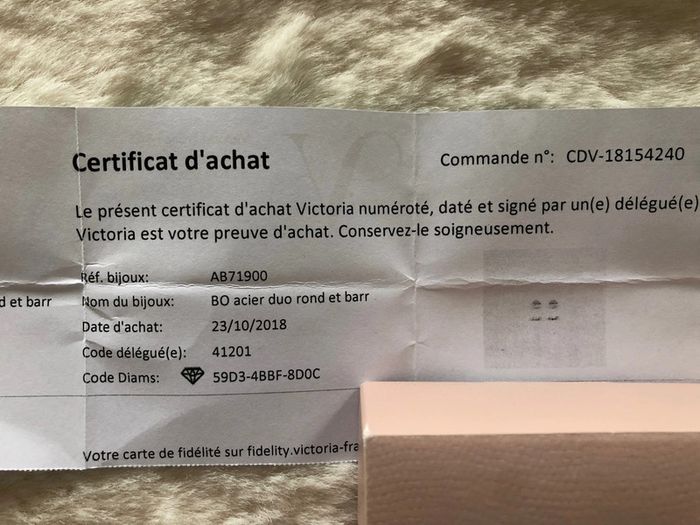 Certificat d'achat
Commande n°: CDV-18154240
Le présent certificat d'achat Victoria numéroté, daté et signé par un(e) délégué(e)
Victoria est votre preuve d'achat. Conservez-le soigneusement.
Réf. bijoux: AB71900
d et barr
Nom du bijoux: BO acier duo rond et barr
Date d'achat: 23/10/2018
Code délégué(e): 41201
Code Diams: 59D3-4BBF-8D0C
Votre carte de fidélité sur fidelity.victoria-fra